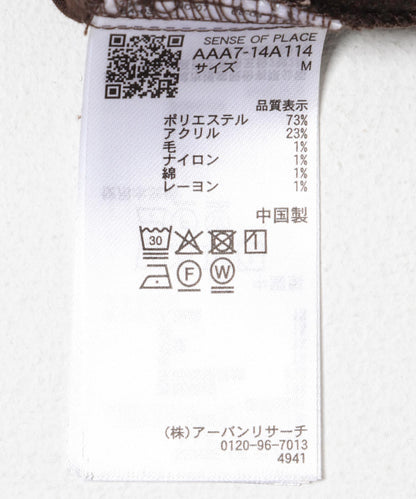 SENSE OF PLACE
AAA7-14A114
サイズ M
品質表示
ポリエステル 73%
アクリル 23%
毛 1%
ナイロン 1%
綿 1%
レーヨン 1%
中国製
30
F W
(株)アーバンリサーチ
0120-96-7013
4941